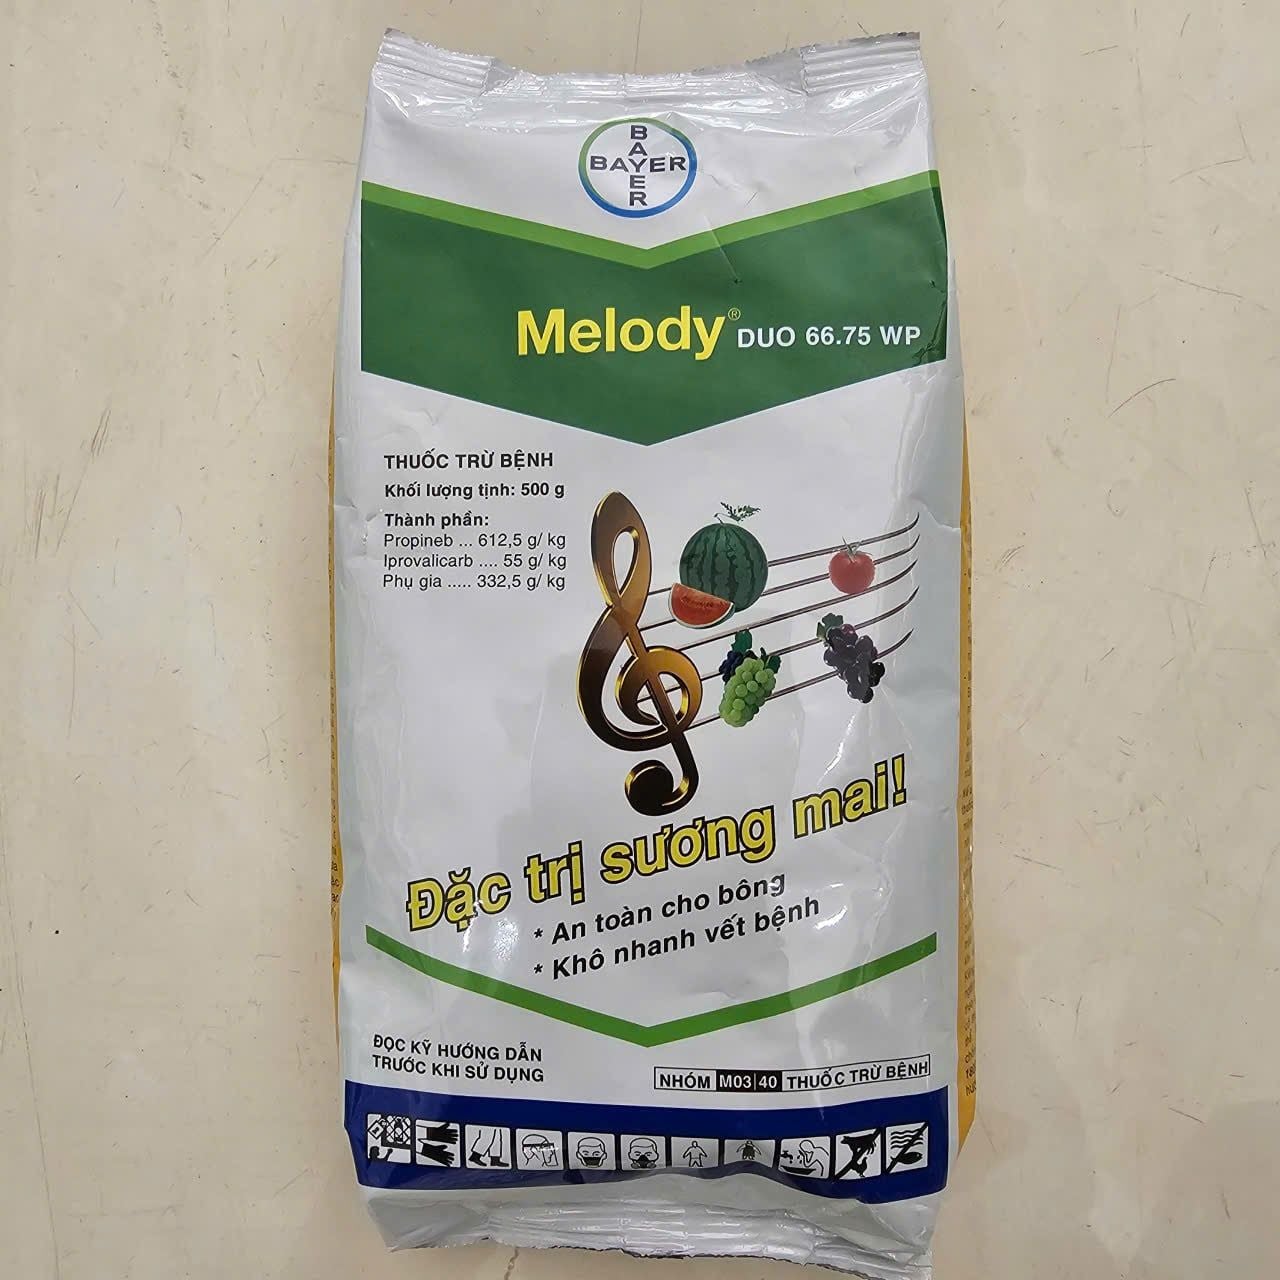 BAYER
BAYER
Melody® DUO 66.75 WP
THUỐC TRỪ BỆNH
Khối lượng tịnh: 500 g
Thành phần:
Propineb ... 612,5 g/ kg
Iprovalicarb .... 55 g/ kg
Phụ gia ..... 332,5 g/ kg
Đặc trị sương mai!
* An toàn cho bông
* Khô nhanh vết bệnh
ĐỌC KỸ HƯỚNG DẪN
TRƯỚC KHI SỬ DỤNG
NHÓM M03|40 THUỐC TRỪ BỆNH